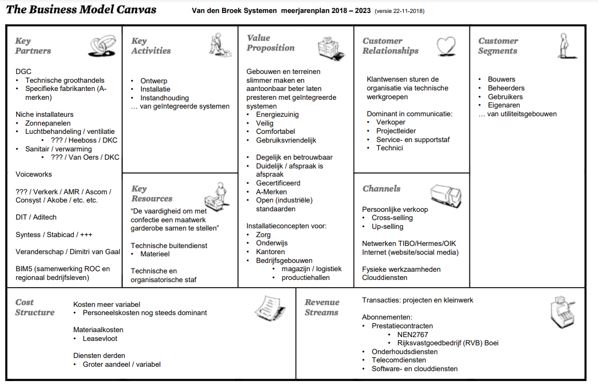 The Business Model Canvas
Van den Broek Systemen meerjarenplan 2018 – 2023 (versie 22-11-2018)
Key
Partners
DGC
• Technische groothandels
• Specifieke fabrikanten (A-
merken)
Niche installateurs
• Zonnepanelen
• Luchtbehandeling / ventilatie
• ??? / Heeboss / DKC
• Sanitair / verwarming
• ??? / Van Oers / DKC
Voiceworks
??? / Verkerk / AMR / Ascom /
Consyst / Akobe / etc. etc.
DIT / Aditech
Syntess / Stabicad / +++
Veranderschap / Dimitri van Gaal
BIM5 (samenwerking ROC en
regionaal bedrijfsleven)
Key
Activities
• Ontwerp
• Installatie
• Instandhouding
… van geïntegreerde systemen
Key
Resources
“De vaardigheid om met
confectie een maatwerk
garderobe samen te stellen”
Technische buitendienst
• Materieel
Technische en
organisatorische staf
Value
Proposition
Gebouwen en terreinen
slimmer maken en
aantoonbaar beter laten
presteren met geïntegreerde
systemen
• Energiezuinig
• Veilig
• Comfortabel
• Gebruiksvriendelijk
• Degelijk en betrouwbaar
• Duidelijk / afspraak is
afspraak
• Gecertificeerd
• A-Merken
• Open (industriële)
standaarden
Installatieconcepten voor:
• Zorg
• Onderwijs
• Kantoren
• Bedrijfsgebouwen
• magazijn / logistiek
• productiehallen
Customer
Relationships
Klantwensen sturen de
organisatie via technische
werkgroepen
Dominant in communicatie:
• Verkoper
• Projectleider
• Service- en supportstaf
• Technici
Channels
Persoonlijke verkoop
• Cross-selling
• Up-selling
Netwerken TIBO/Hermes/OIK
Internet (website/social media)
Fysieke werkzaamheden
Clouddiensten
Customer
Segments
• Bouwers
• Beheerders
• Gebruikers
• Eigenaren
… van utiliteitsgebouwen
Cost
Structure
Kosten meer variabel
• Personeelskosten nog steeds dominant
Materiaalkosten
• Leasevloot
Diensten derden
• Groter aandeel / variabel
Revenue
Streams
Transacties: projecten en kleinwerk
Abonnementen:
• Prestatiecontracten
• NEN2767
• Rijksvastgoedbedrijf (RVB) Boei
• Onderhoudsdiensten
• Telecomdiensten
• Software- en clouddiensten